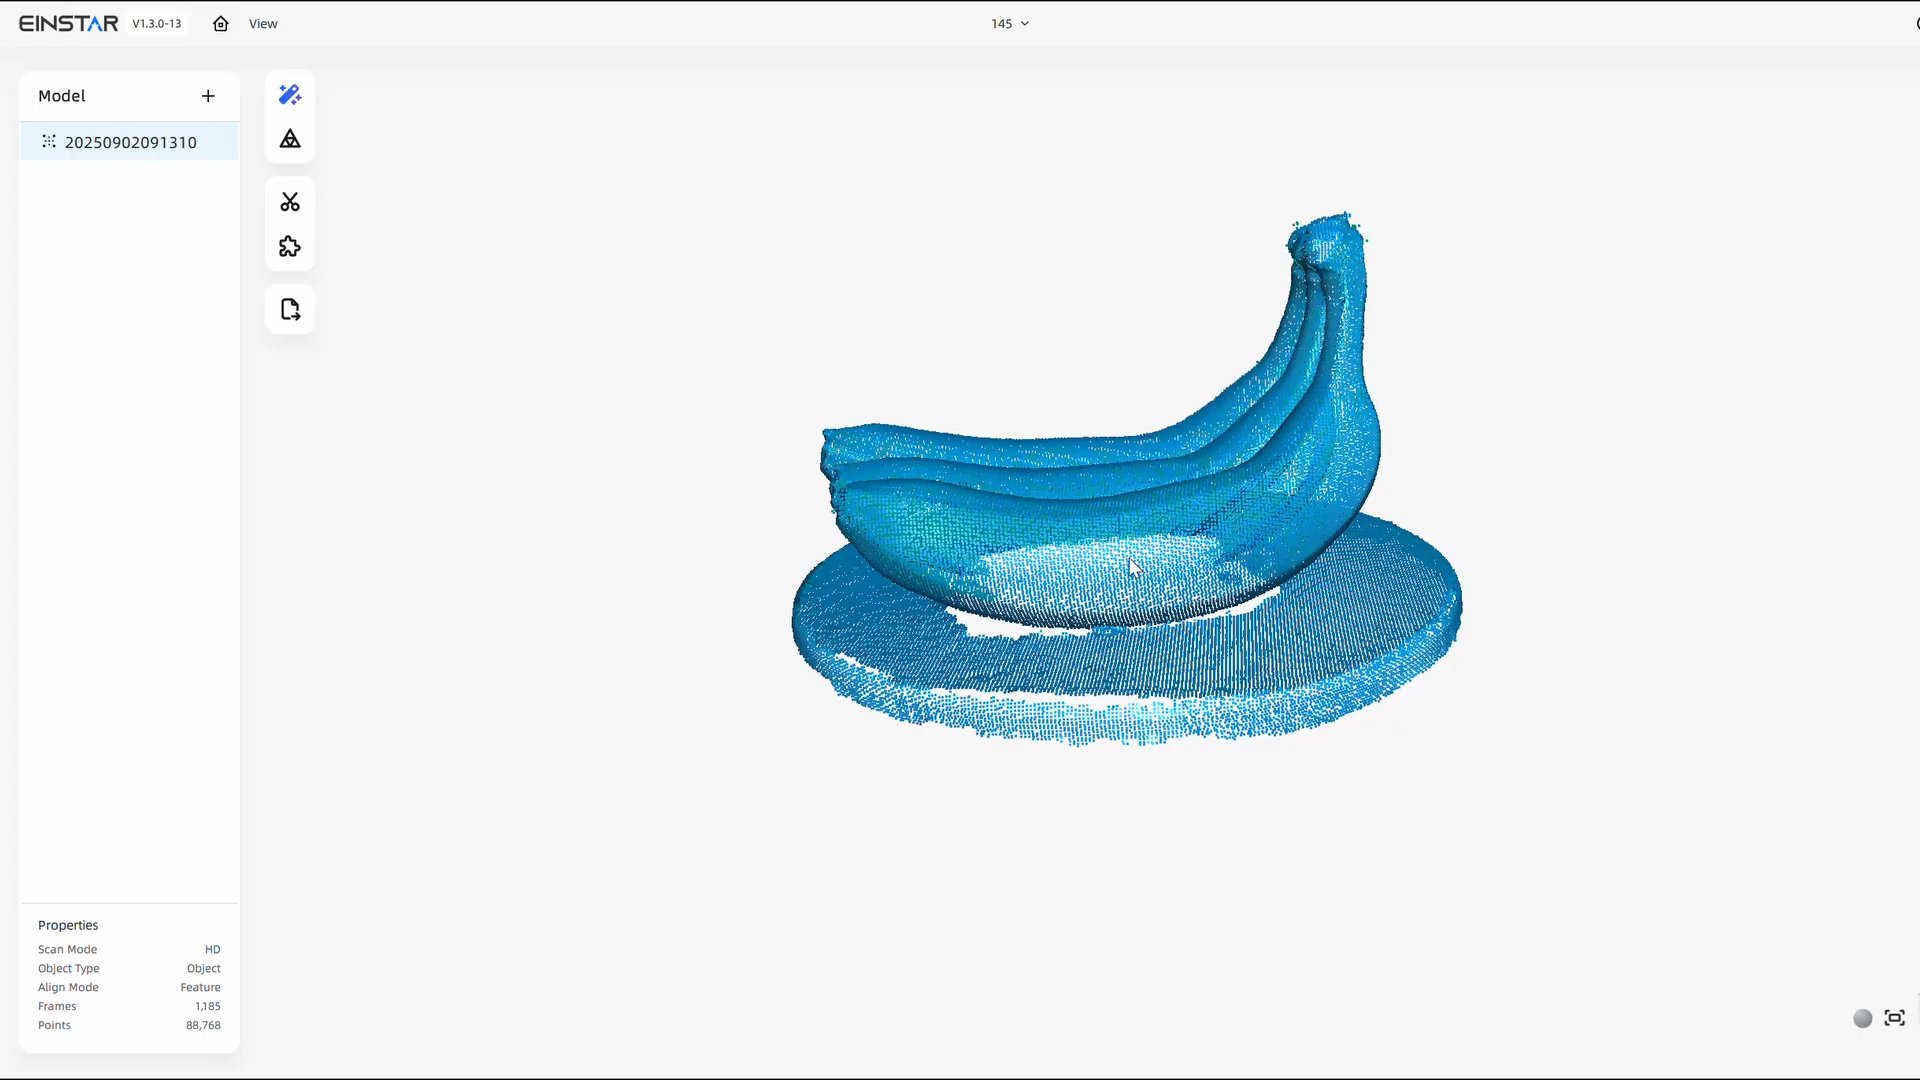 EINSTAR V1.3.0-13 View 145
Model
20250902091310
Properties
Scan Mode HD
Object Type Object
Align Mode Feature
Frames 1,185
Points 88,768